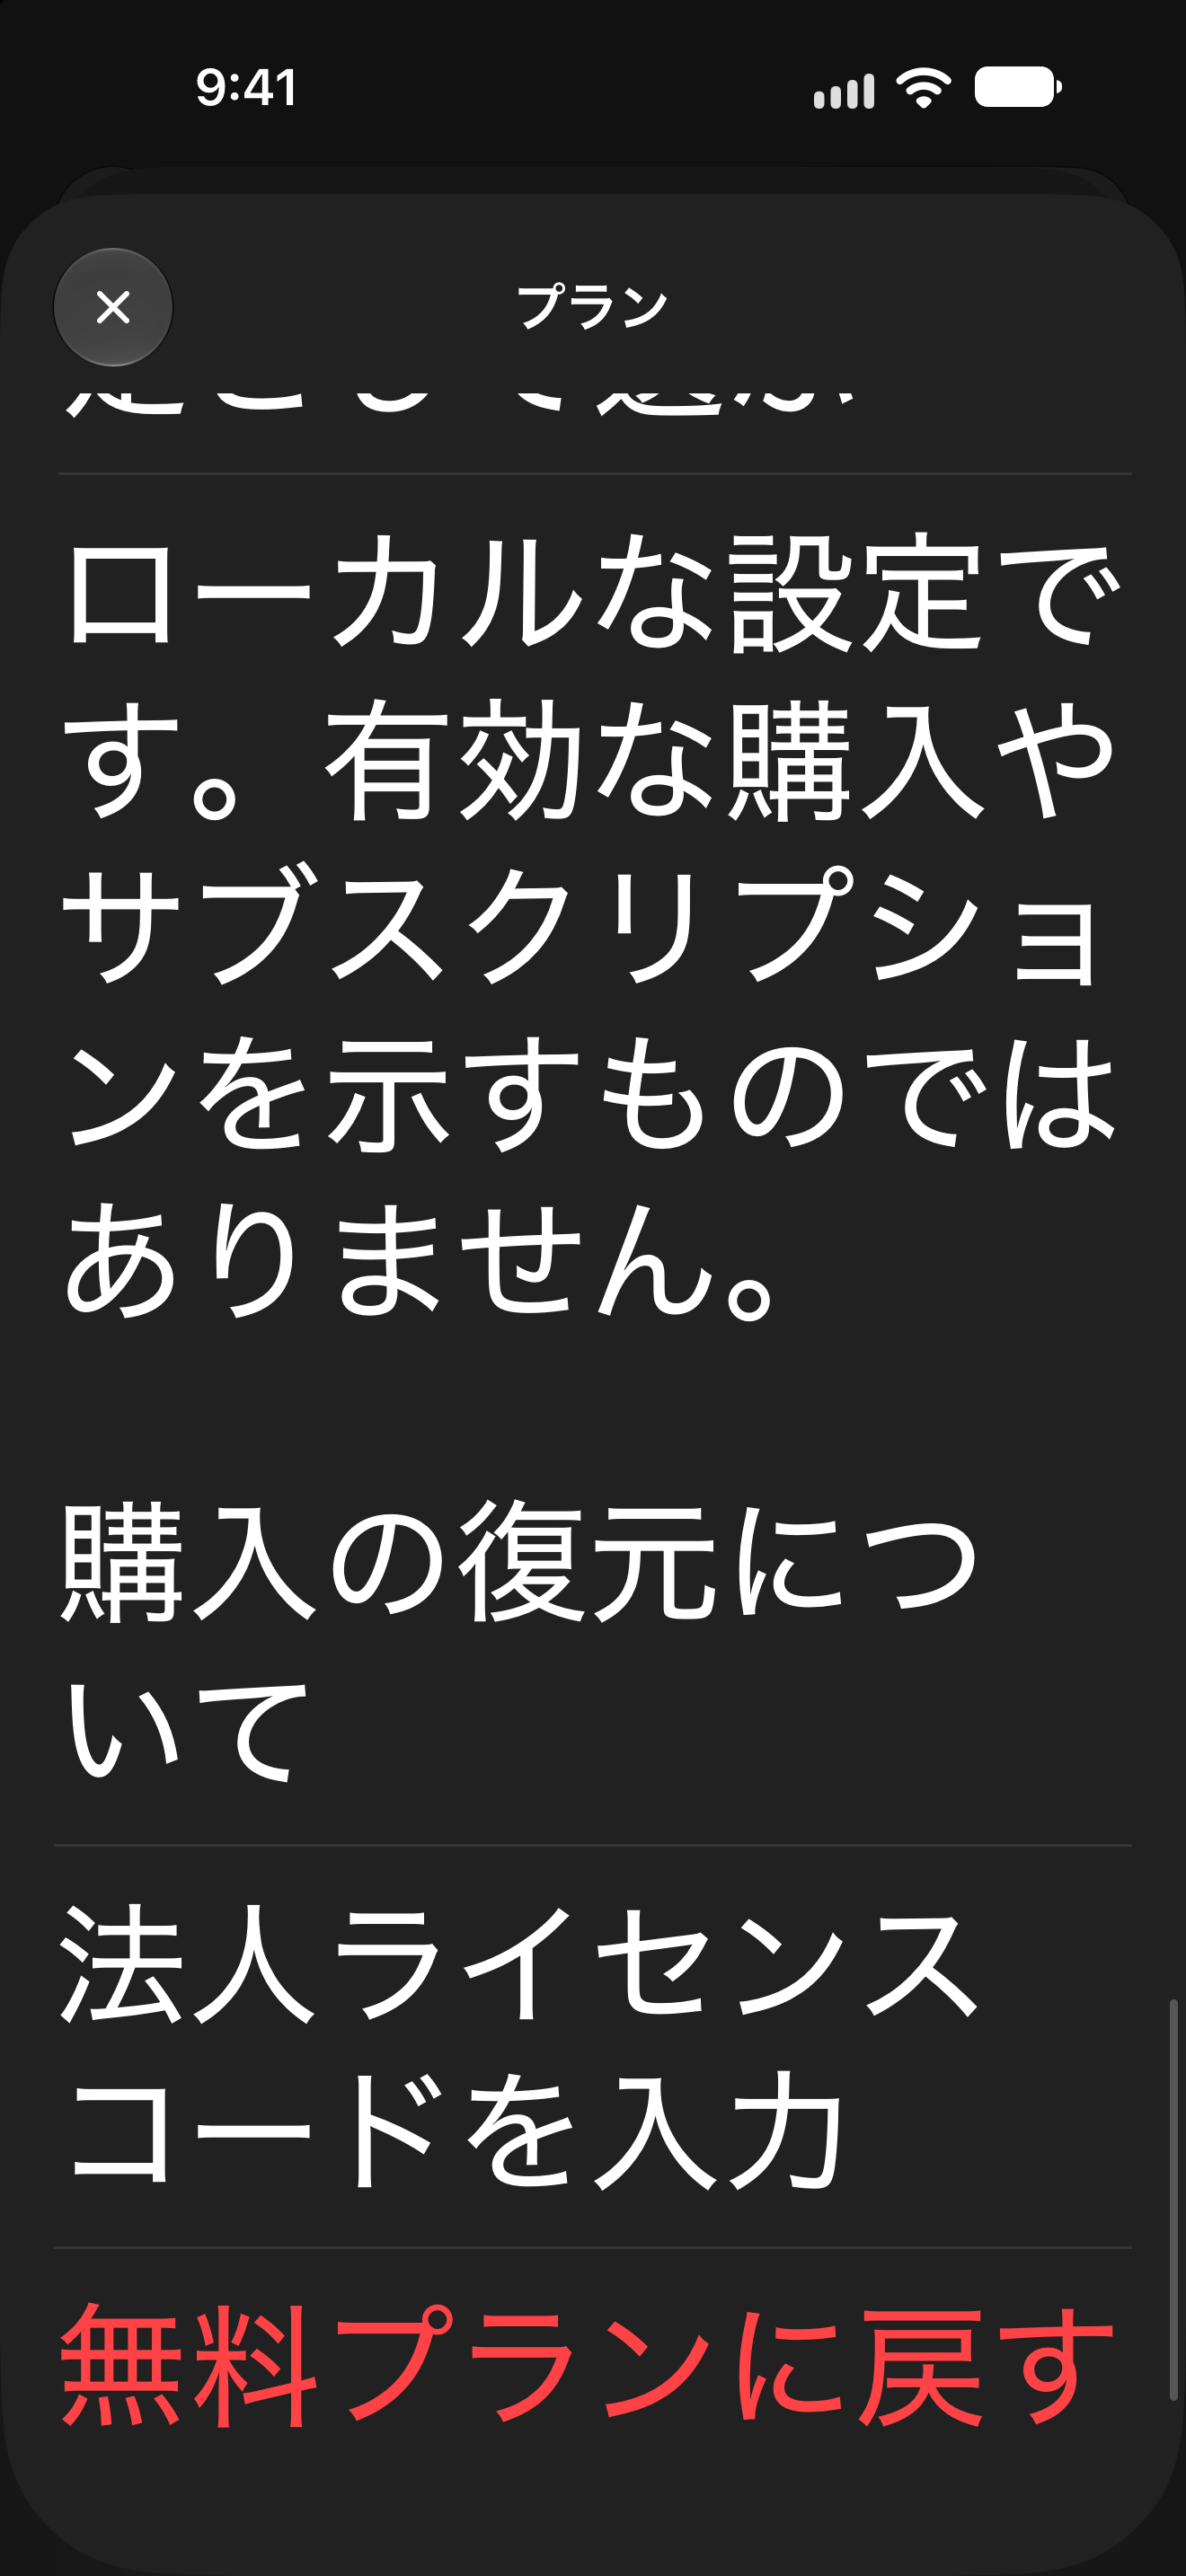 9:41
プラン
ローカルな設定で
す。有効な購入や
サブスクリプショ
ンを示すものでは
ありません。
購入の復元につ
いて
法人ライセンス
コードを入力
無料プランに戻す